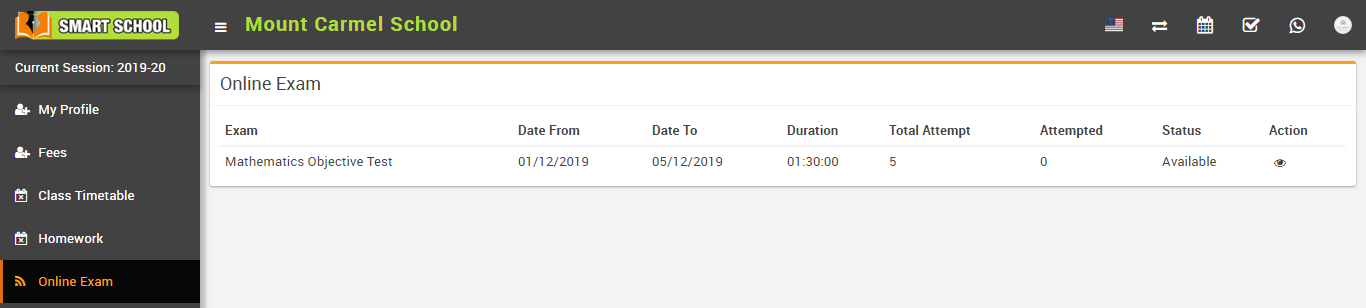 SMART SCHOOL
Mount Carmel School
Current Session: 2019-20
My Profile
Fees
Class Timetable
Homework
Online Exam
Online Exam
Exam Date From Date To Duration Total Attempt Attempted Status Action
Mathematics Objective Test 01/12/2019 05/12/2019 01:30:00 5 0 Available